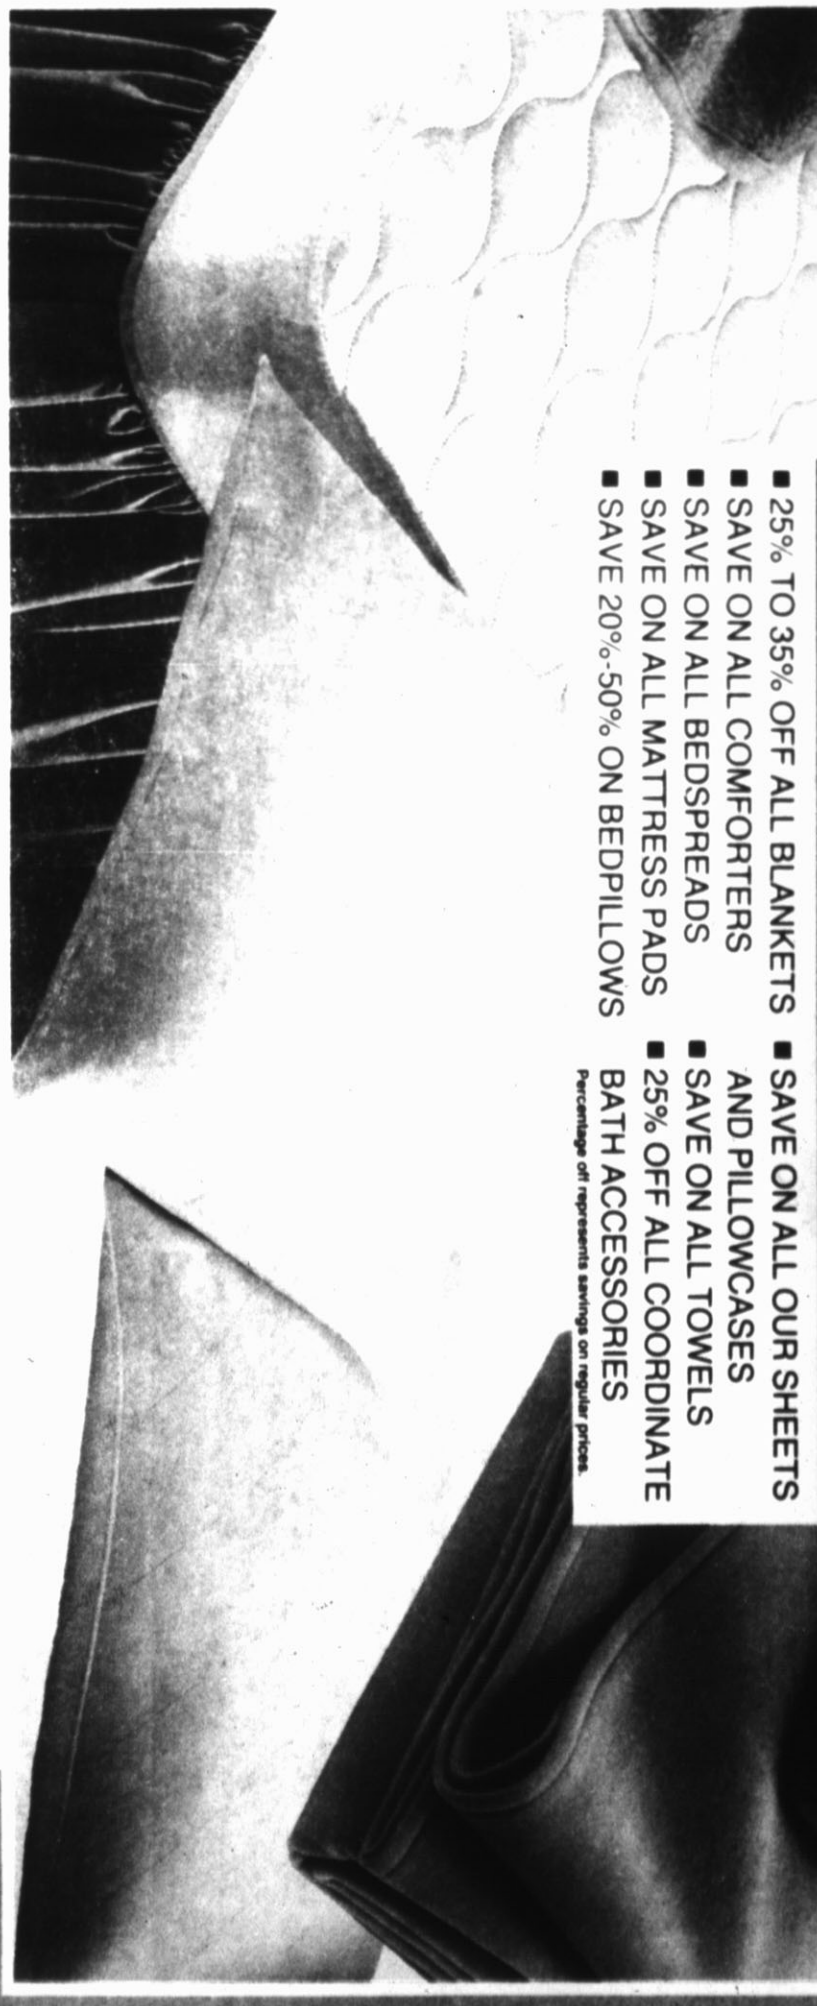 ■ 25% TO 35% OFF ALL BLANKETS
■ SAVE ON ALL COMFORTERS
■ SAVE ON ALL BEDSPREADS
■ SAVE ON ALL MATTRESS PADS
■ SAVE 20%-50% ON BEDPILLOWS
■ SAVE ON ALL OUR SHEETS
AND PILLOWCASES
■ SAVE ON ALL TOWELS
■ 25% OFF ALL COORDINATE
BATH ACCESSORIES
Percentage off represents savings on regular prices.